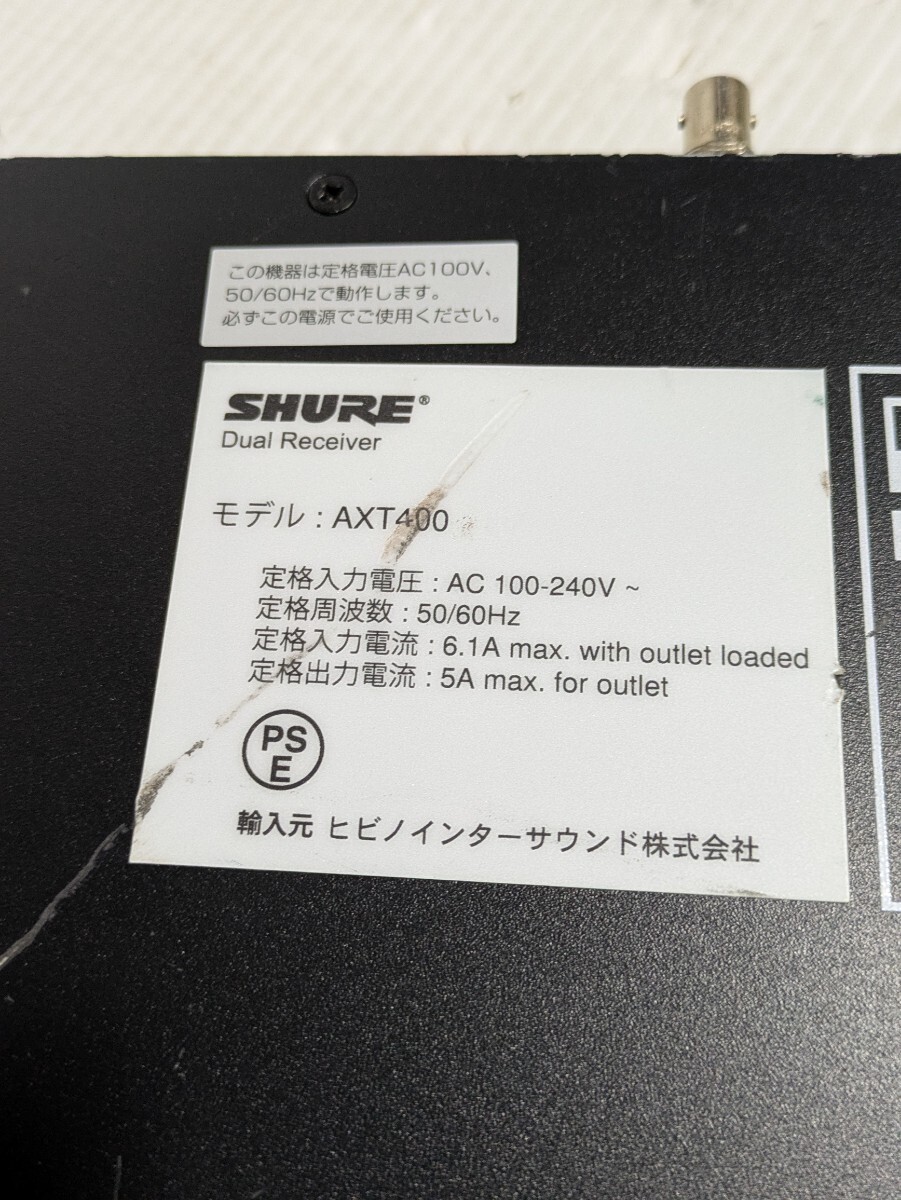 この機器は定格電圧AC100V、
50/60Hzで動作します。
必ずこの電源でご使用ください。
SHURE®
Dual Receiver
モデル : AXT400
定格入力電圧 : AC 100-240V ~
定格周波数 : 50/60Hz
定格入力電流 : 6.1A max. with outlet loaded
定格出力電流 : 5A max. for outlet
PS
E
輸入元 ヒビノインターサウンド株式会社